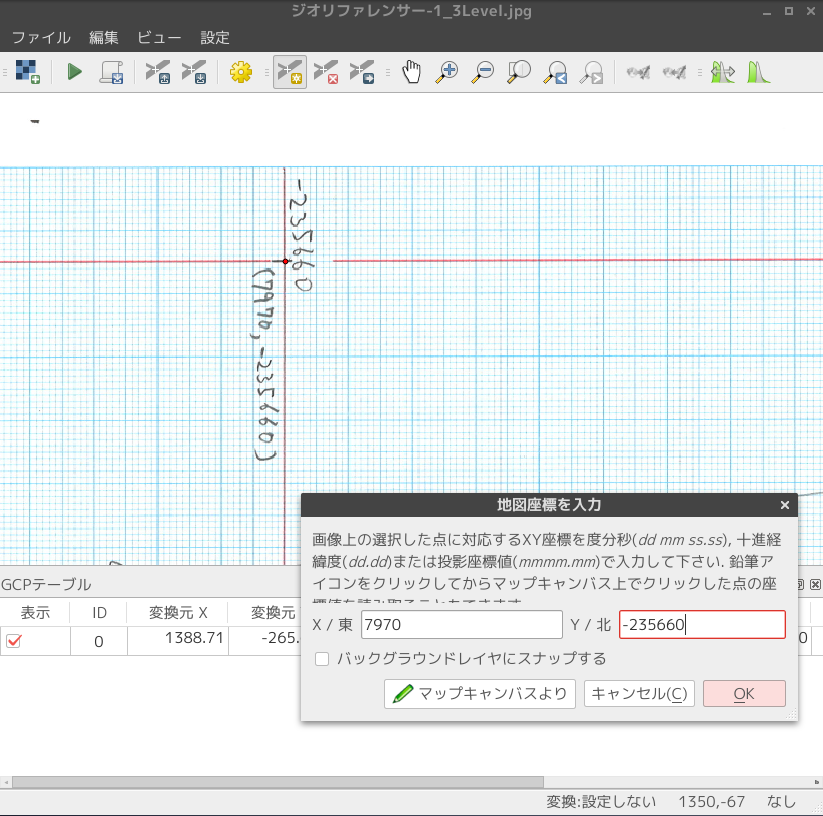 ジオリファレンサー-1_3Level.jpg
ファイル 編集 ビュー 設定
-235660
(7970, -235660)
地図座標を入力
画像上の選択した点に対応するXY座標を度分秒(dd mm ss.ss), 十進経
緯度(dd.dd)または投影座標値(mmmm.mm)で入力して下さい. 鉛筆ア
イコンをクリックしてからマップキャンバス上でクリックした点の座
X / 東 7970 Y / 北 -235660
バックグラウンドレイヤにスナップする
マップキャンバスより キャンセル(C) OK
GCPテーブル
表示 ID 変換元 X 変換元
0 1388.71 -265. 0
変換:設定しない 1350,-67 なし